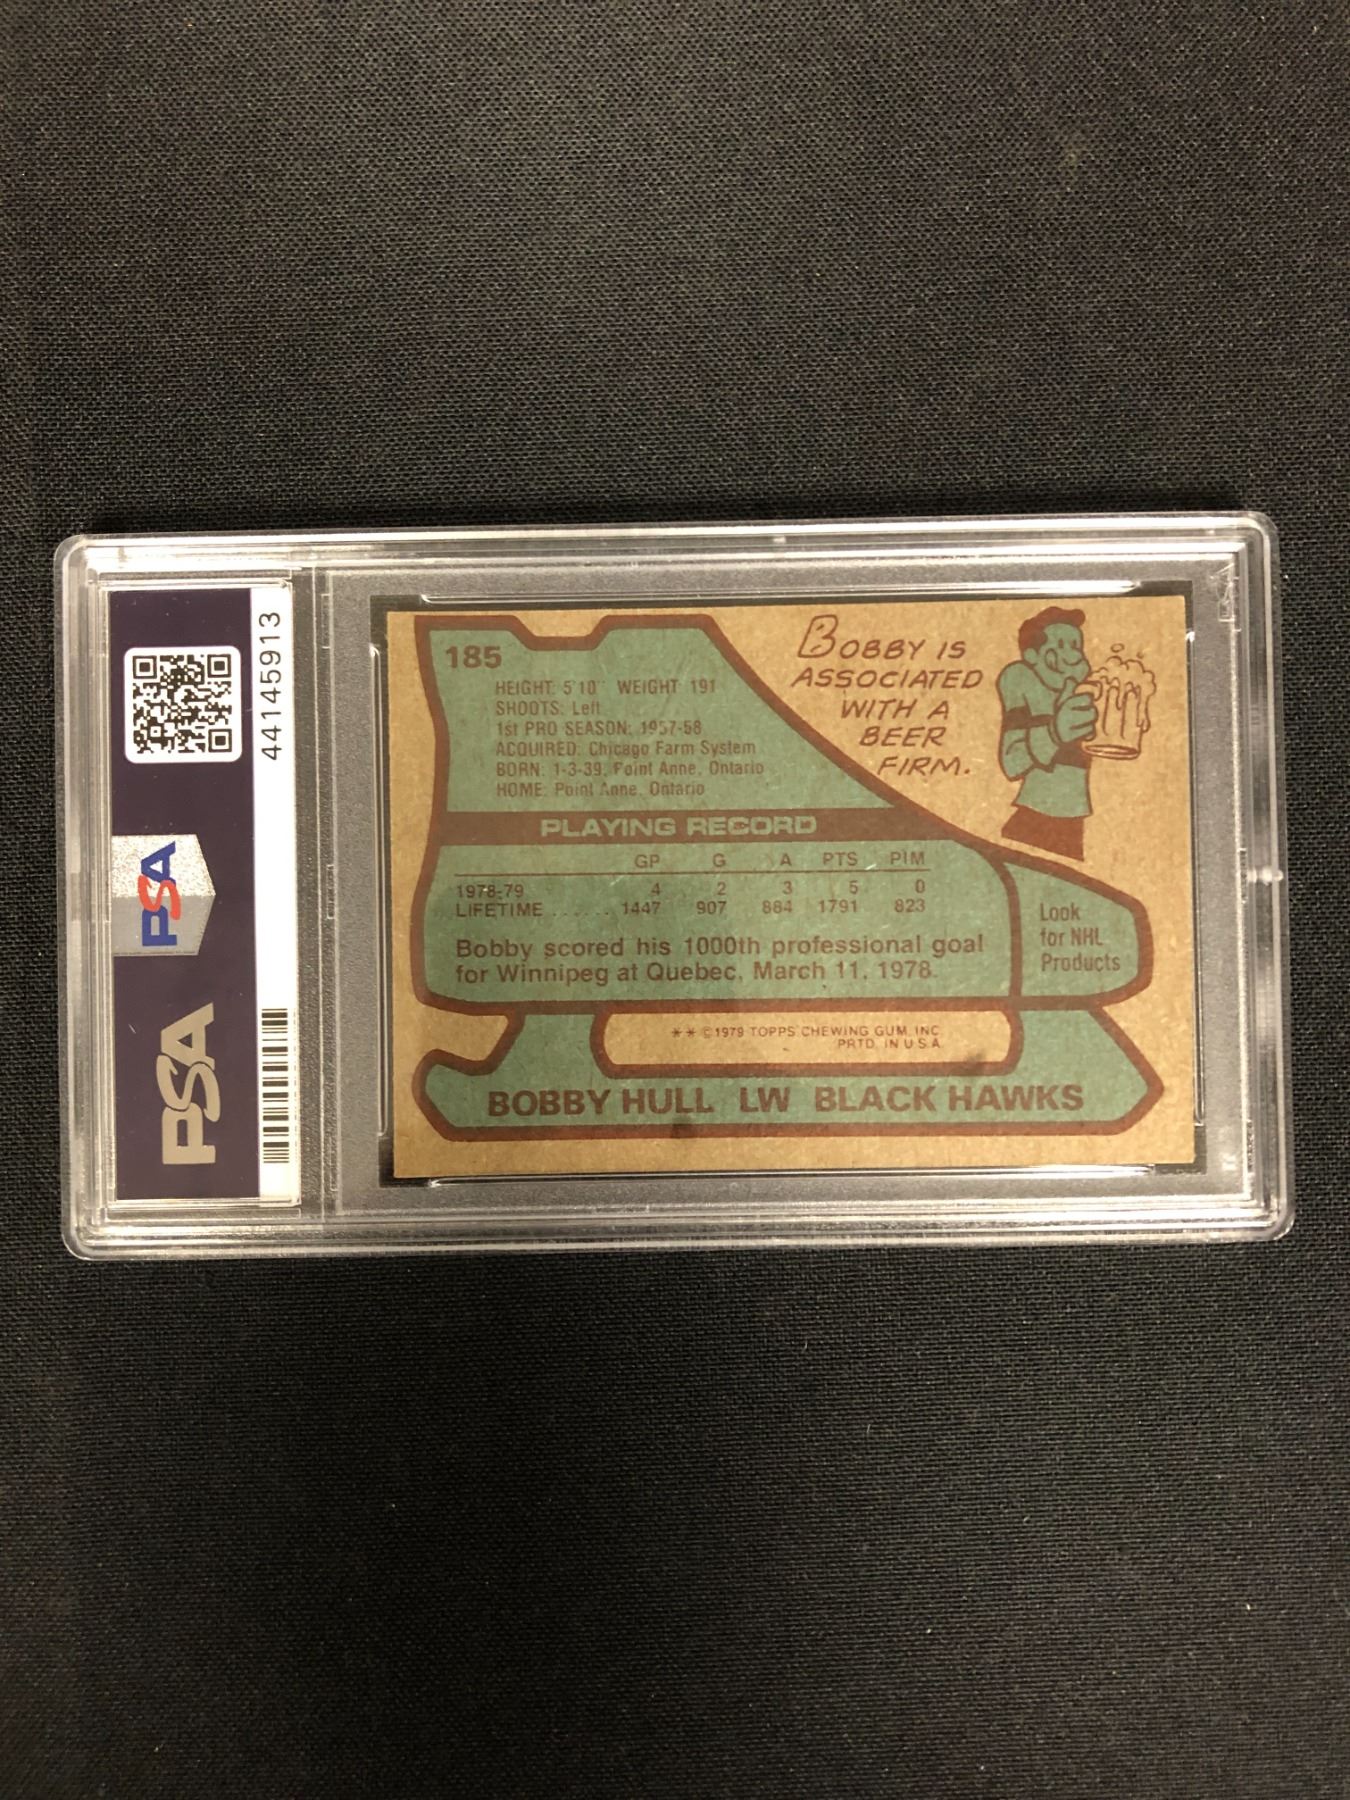 44145913
PSA
PSA
185
HEIGHT: 5'10" WEIGHT: 191
SHOOTS: Left
1st PRO SEASON: 1957-58
ACQUIRED: Chicago Farm System
BORN: 1-3-39, Point Anne, Ontario
HOME: Point Anne, Ontario
BOBBY IS
ASSOCIATED
WITH A
BEER
FIRM.
PLAYING RECORD
GP G A PTS PIM
1978-79 4 2 3 5 0
LIFETIME ...... 1447 907 884 1791 823
Bobby scored his 1000th professional goal
for Winnipeg at Quebec, March 11, 1978.
Look
for NHL
Products
** ©1979 TOPPS CHEWING GUM, INC.
PRTD. IN U.S.A.
BOBBY HULL LW BLACK HAWKS